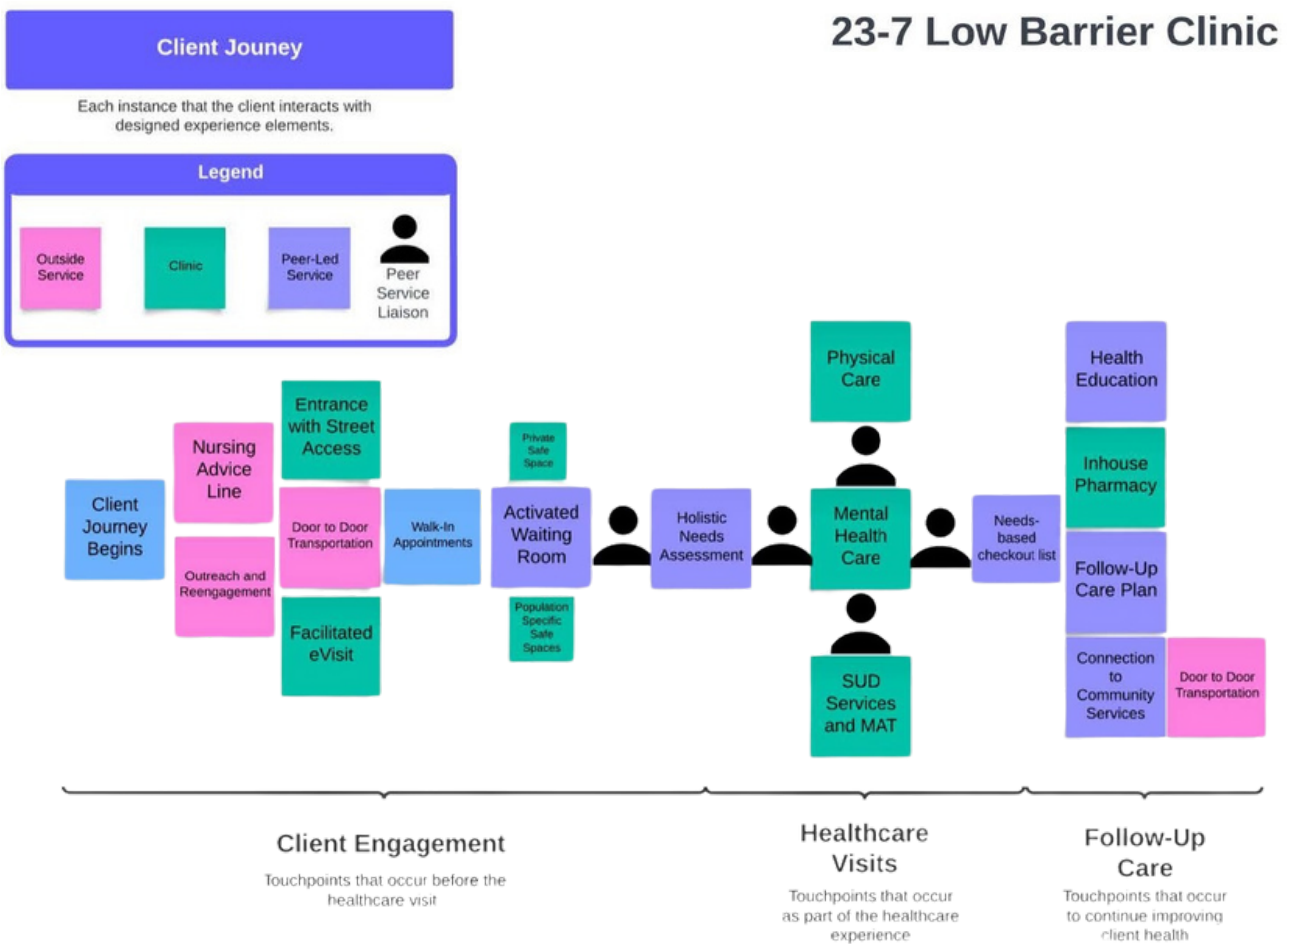 Client Jouney
23-7 Low Barrier Clinic
Each instance that the client interacts with
designed experience elements.
Legend
Outside
Service
Clinic
Peer-Led
Service
Peer
Service
Liaison
Client
Journey
Begins
Nursing
Advice
Line
Outreach and
Reengagement
Entrance
with Street
Access
Door to Door
Transportation
Facilitated
eVisit
Walk-In
Appointments
Private
Safe
Space
Activated
Waiting
Room
Population
Specific
Safe
Spaces
Holistic
Needs
Assessment
Physical
Care
Mental
Health
Care
SUD
Services
and MAT
Needs-
based
checkout list
Health
Education
Inhouse
Pharmacy
Follow-Up
Care Plan
Connection
to
Community
Services
Door to Door
Transportation
Client Engagement
Touchpoints that occur before the
healthcare visit
Healthcare
Visits
Touchpoints that occur
as part of the healthcare
experience
Follow-Up
Care
Touchpoints that occur
to continue improving
client health